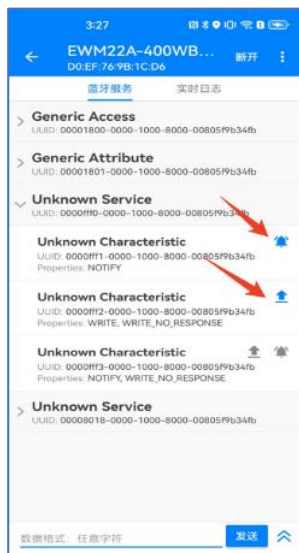 3:27
EWM22A-400WB...
D0:EF:76:9B:1C:D6
断开
蓝牙服务 实时日志
Generic Access
UUID: 00001800-0000-1000-8000-00805f9b34fb
Generic Attribute
UUID: 00001801-0000-1000-8000-00805f9b34fb
Unknown Service
UUID: 0000fff0-0000-1000-8000-00805f9b34fb
Unknown Characteristic
UUID: 0000fff1-0000-1000-8000-00805f9b34fb
Properties: NOTIFY
Unknown Characteristic
UUID: 0000fff2-0000-1000-8000-00805f9b34fb
Properties: WRITE, WRITE_NO_RESPONSE
Unknown Characteristic
UUID: 0000fff3-0000-1000-8000-00805f9b34fb
Properties: NOTIFY, WRITE_NO_RESPONSE
Unknown Service
UUID: 00008018-0000-1000-8000-00805f9b34fb
数据格式: 任意字符
发送